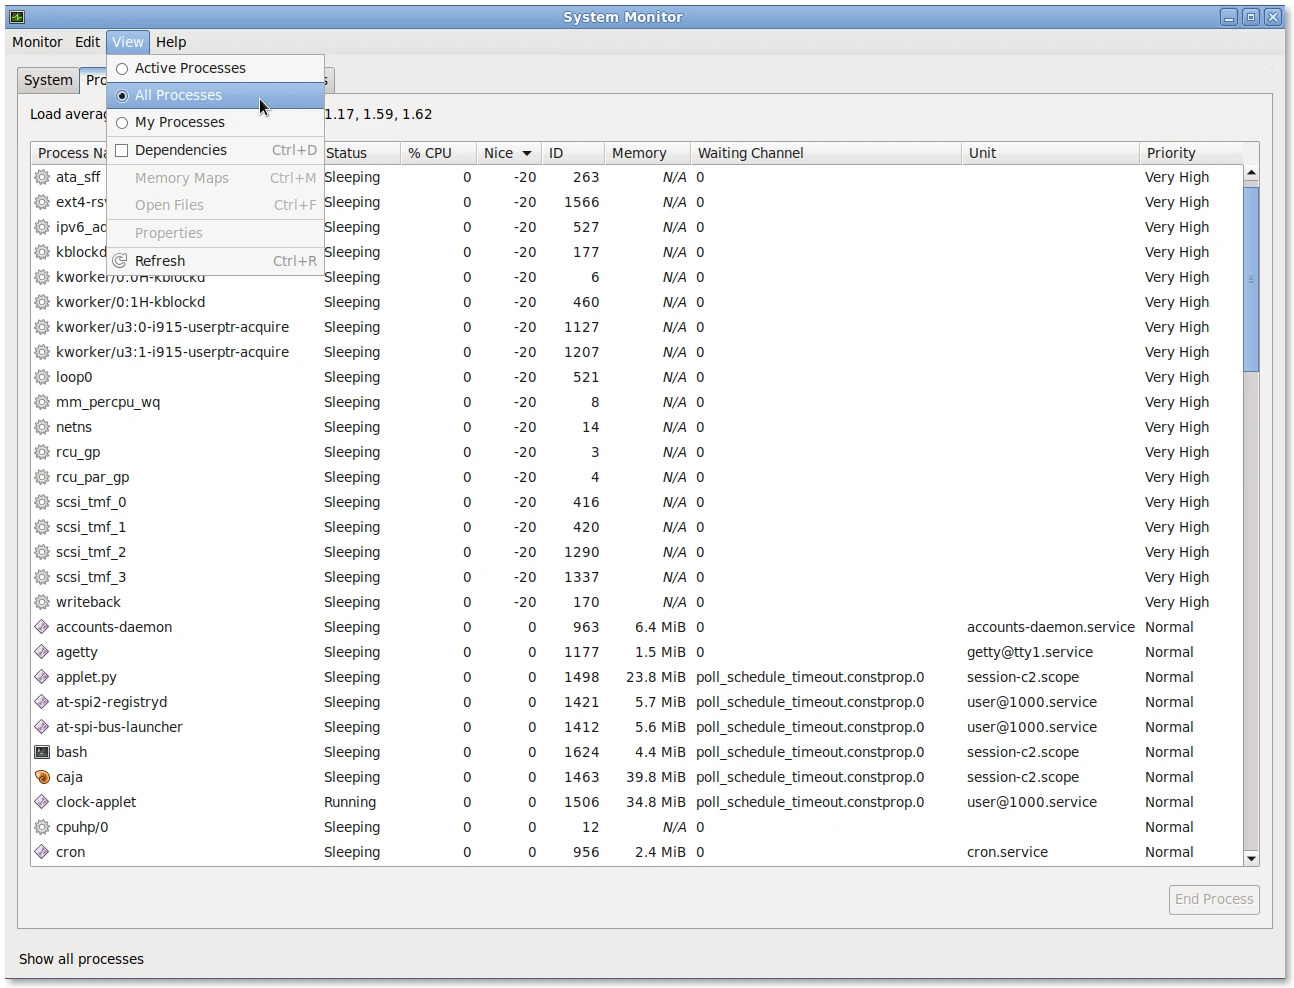 System Monitor
Monitor Edit View Help
System Pro s
Active Processes
All Processes
My Processes
Dependencies Ctrl+D
Memory Maps Ctrl+M
Open Files Ctrl+F
Properties
Refresh Ctrl+R
Load averag 1.17, 1.59, 1.62
Process Na Status % CPU Nice ID Memory Waiting Channel Unit Priority
ata_sff Sleeping 0 -20 263 N/A 0 Very High
ext4-rsv Sleeping 0 -20 1566 N/A 0 Very High
ipv6_ad Sleeping 0 -20 527 N/A 0 Very High
kblockd Sleeping 0 -20 177 N/A 0 Very High
kworker/0:0H-kblockd Sleeping 0 -20 6 N/A 0 Very High
kworker/0:1H-kblockd Sleeping 0 -20 460 N/A 0 Very High
kworker/u3:0-i915-userptr-acquire Sleeping 0 -20 1127 N/A 0 Very High
kworker/u3:1-i915-userptr-acquire Sleeping 0 -20 1207 N/A 0 Very High
loop0 Sleeping 0 -20 521 N/A 0 Very High
mm_percpu_wq Sleeping 0 -20 8 N/A 0 Very High
netns Sleeping 0 -20 14 N/A 0 Very High
rcu_gp Sleeping 0 -20 3 N/A 0 Very High
rcu_par_gp Sleeping 0 -20 4 N/A 0 Very High
scsi_tmf_0 Sleeping 0 -20 416 N/A 0 Very High
scsi_tmf_1 Sleeping 0 -20 420 N/A 0 Very High
scsi_tmf_2 Sleeping 0 -20 1290 N/A 0 Very High
scsi_tmf_3 Sleeping 0 -20 1337 N/A 0 Very High
writeback Sleeping 0 -20 170 N/A 0 Very High
accounts-daemon Sleeping 0 0 963 6.4 MiB 0 accounts-daemon.service Normal
agetty Sleeping 0 0 1177 1.5 MiB 0 getty@tty1.service Normal
applet.py Sleeping 0 0 1498 23.8 MiB poll_schedule_timeout.constprop.0 session-c2.scope Normal
at-spi2-registryd Sleeping 0 0 1421 5.7 MiB poll_schedule_timeout.constprop.0 user@1000.service Normal
at-spi-bus-launcher Sleeping 0 0 1412 5.6 MiB poll_schedule_timeout.constprop.0 user@1000.service Normal
bash Sleeping 0 0 1624 4.4 MiB poll_schedule_timeout.constprop.0 session-c2.scope Normal
caja Sleeping 0 0 1463 39.8 MiB poll_schedule_timeout.constprop.0 session-c2.scope Normal
clock-applet Running 0 0 1506 34.8 MiB poll_schedule_timeout.constprop.0 user@1000.service Normal
cpuhp/0 Sleeping 0 0 12 N/A 0 Normal
cron Sleeping 0 0 956 2.4 MiB 0 cron.service Normal
End Process
Show all processes